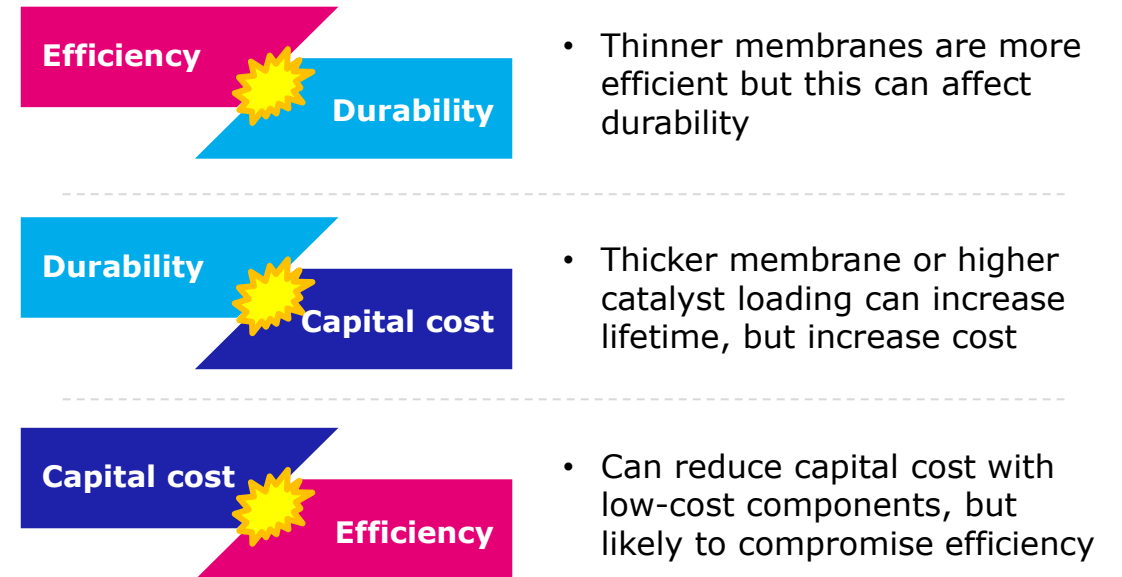 Efficiency
Durability
• Thinner membranes are more
efficient but this can affect
durability
Durability
Capital cost
• Thicker membrane or higher
catalyst loading can increase
lifetime, but increase cost
Capital cost
Efficiency
• Can reduce capital cost with
low-cost components, but
likely to compromise efficiency